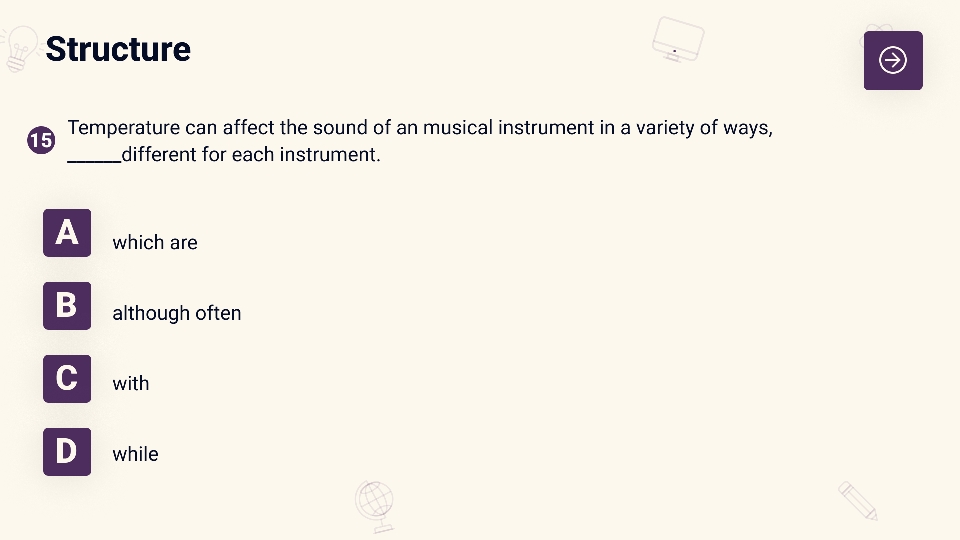 Structure
15
Temperature can affect the sound of an musical instrument in a variety of ways,
______different for each instrument.
A
which are
B
although often
C
with
D
while